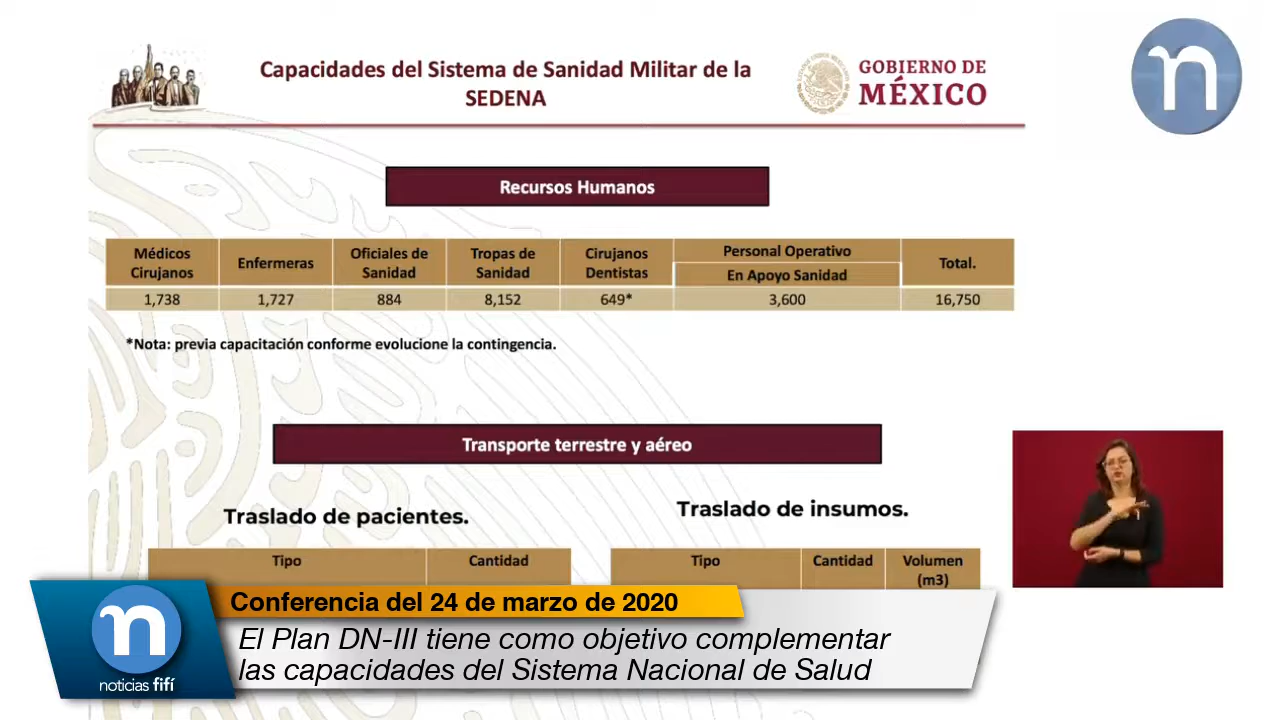 Capacidades del Sistema de Sanidad Militar de la
SEDENA
GOBIERNO DE
MÉXICO
n
Recursos Humanos
Médicos Cirujanos Enfermeras Oficiales de Sanidad Tropas de Sanidad Cirujanos Dentistas Personal Operativo En Apoyo Sanidad Total.
1,738 1,727 884 8,152 649* 3,600 16,750
*Nota: previa capacitación conforme evolucione la contingencia.
Transporte terrestre y aéreo
Traslado de pacientes.
Traslado de insumos.
Tipo Cantidad
Tipo Cantidad Volumen
(m3)
n
noticias fifí
Conferencia del 24 de marzo de 2020
El Plan DN-III tiene como objetivo complementar
las capacidades del Sistema Nacional de Salud